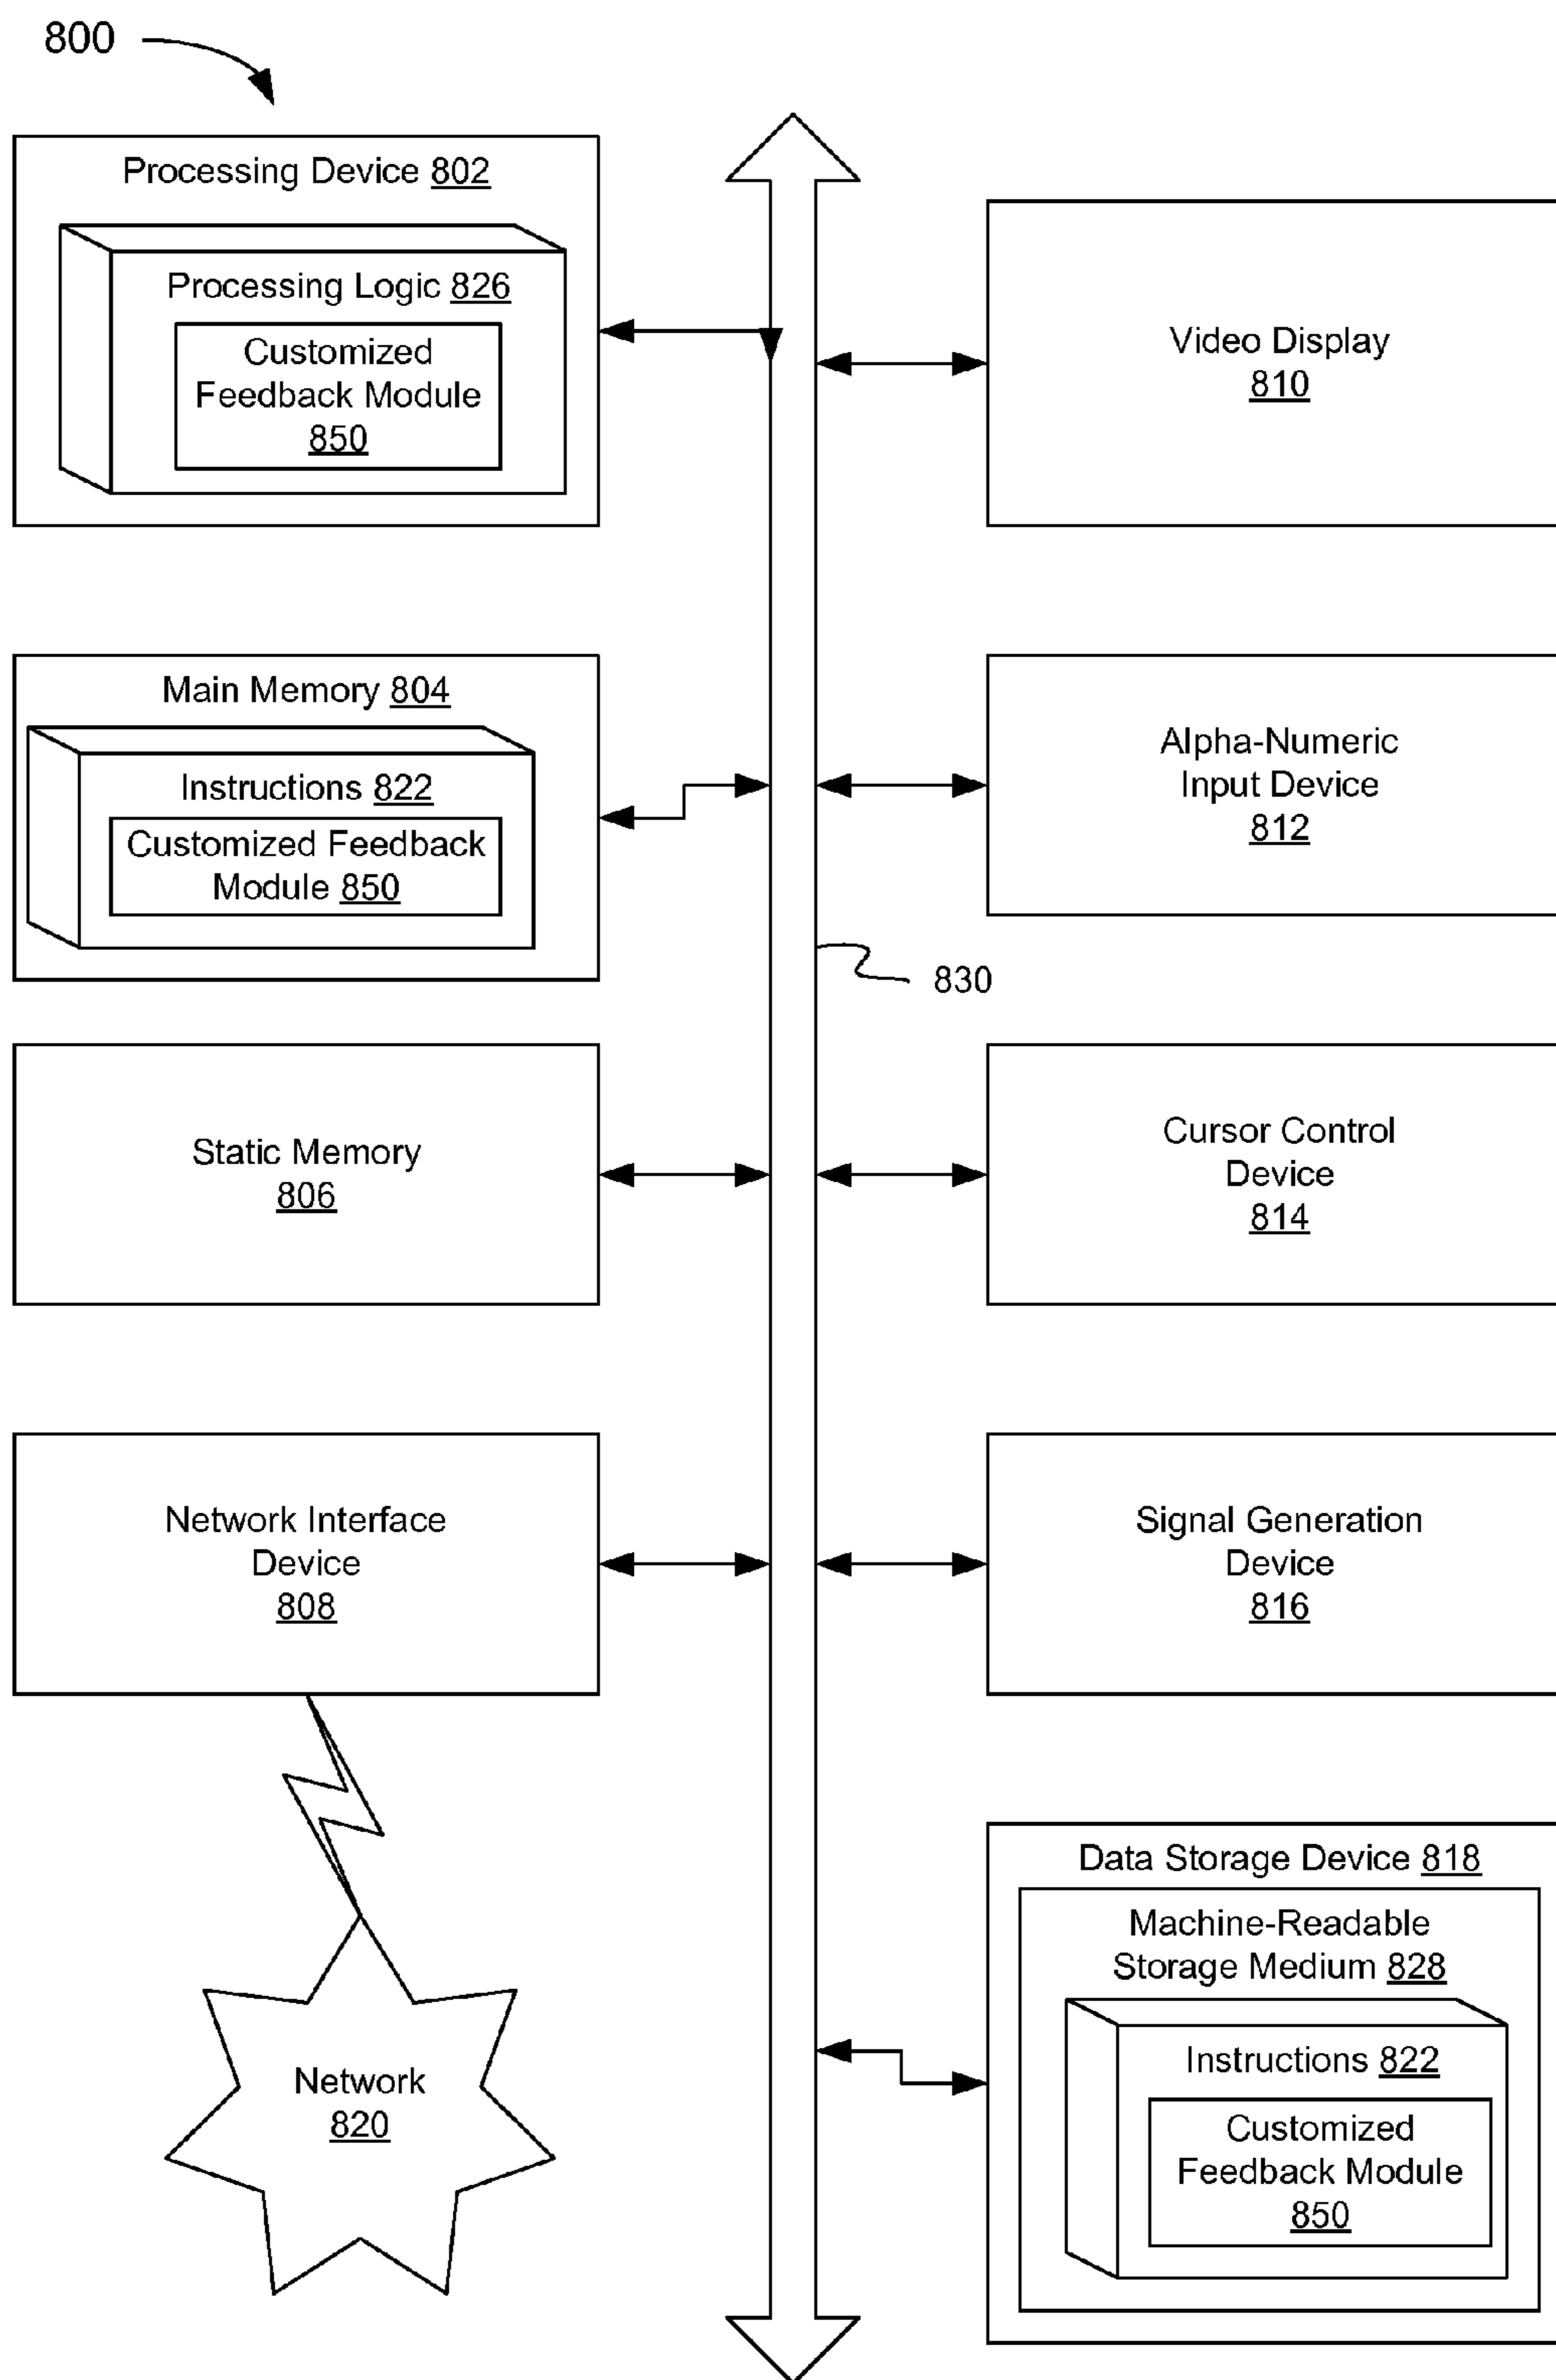 800
Processing Device 802
Processing Logic 826
Customized
Feedback Module
850
Main Memory 804
Instructions 822
Customized Feedback
Module 850
Static Memory
806
Network Interface
Device
808
Network
820
830
Video Display
810
Alpha-Numeric
Input Device
812
Cursor Control
Device
814
Signal Generation
Device
816
Data Storage Device 818
Machine-Readable
Storage Medium 828
Instructions 822
Customized
Feedback Module
850